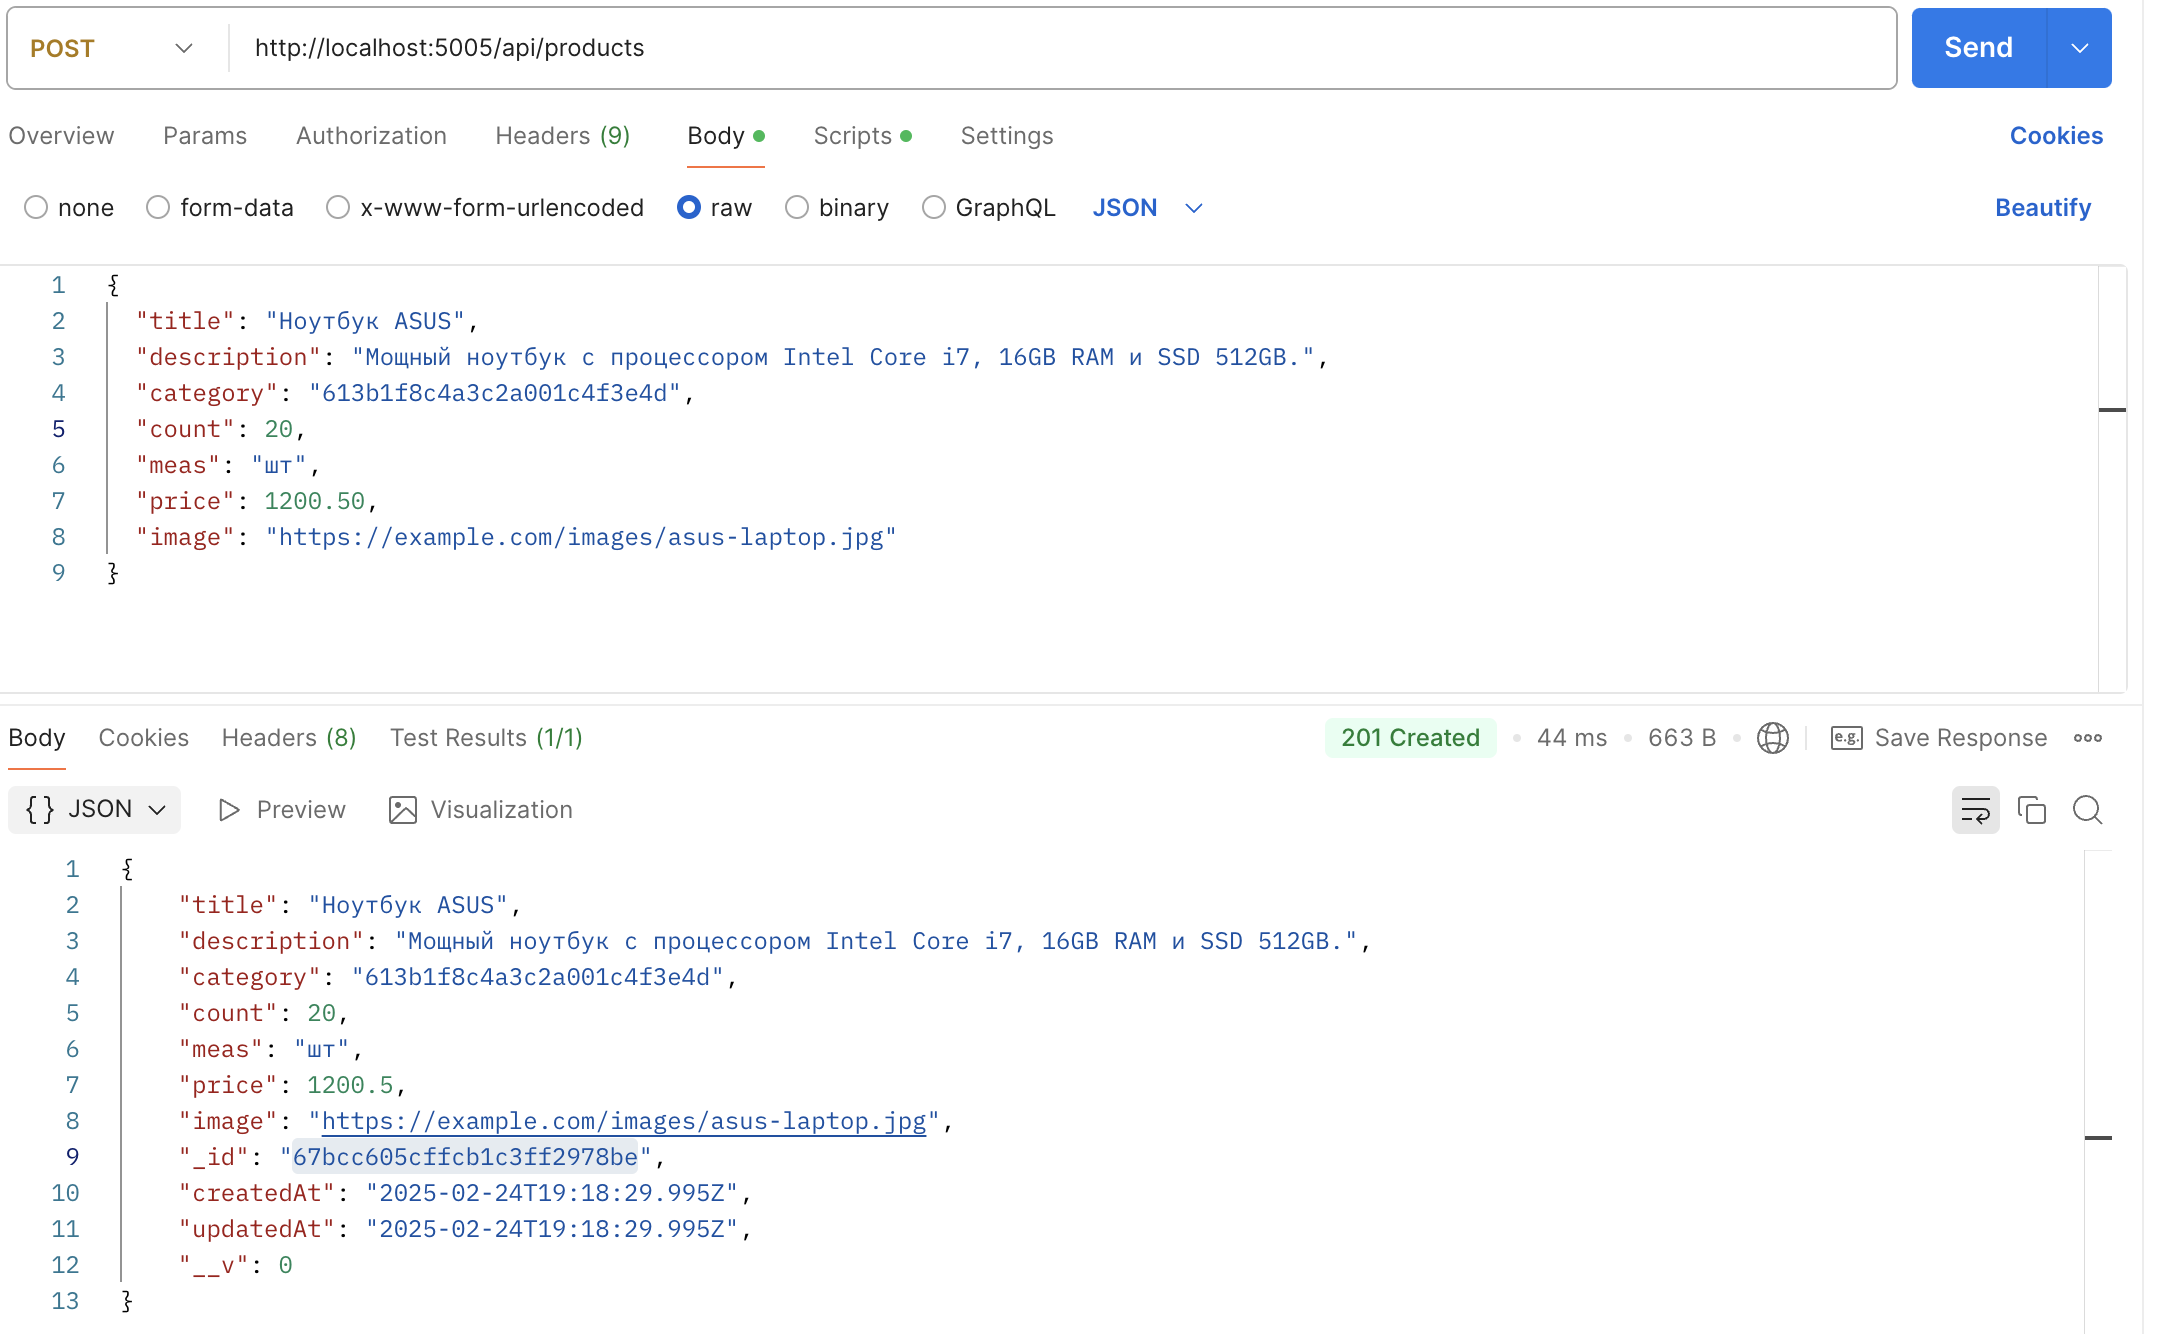 POST http://localhost:5005/api/products Send
Overview Params Authorization Headers (9) Body Scripts Settings Cookies
none form-data x-www-form-urlencoded raw binary GraphQL JSON Beautify
1 {
2 "title": "Ноутбук ASUS",
3 "description": "Мощный ноутбук с процессором Intel Core i7, 16GB RAM и SSD 512GB.",
4 "category": "613b1f8c4a3c2a001c4f3e4d",
5 "count": 20,
6 "meas": "шт",
7 "price": 1200.50,
8 "image": "https://example.com/images/asus-laptop.jpg"
9 }
Body Cookies Headers (8) Test Results (1/1) 201 Created • 44 ms • 663 B • e.g. Save Response
{} JSON Preview Visualization
1 {
2 "title": "Ноутбук ASUS",
3 "description": "Мощный ноутбук с процессором Intel Core i7, 16GB RAM и SSD 512GB.",
4 "category": "613b1f8c4a3c2a001c4f3e4d",
5 "count": 20,
6 "meas": "шт",
7 "price": 1200.5,
8 "image": "https://example.com/images/asus-laptop.jpg",
9 "_id": "67bcc605cffcb1c3ff2978be",
10 "createdAt": "2025-02-24T19:18:29.995Z",
11 "updatedAt": "2025-02-24T19:18:29.995Z",
12 "__v": 0
13 }